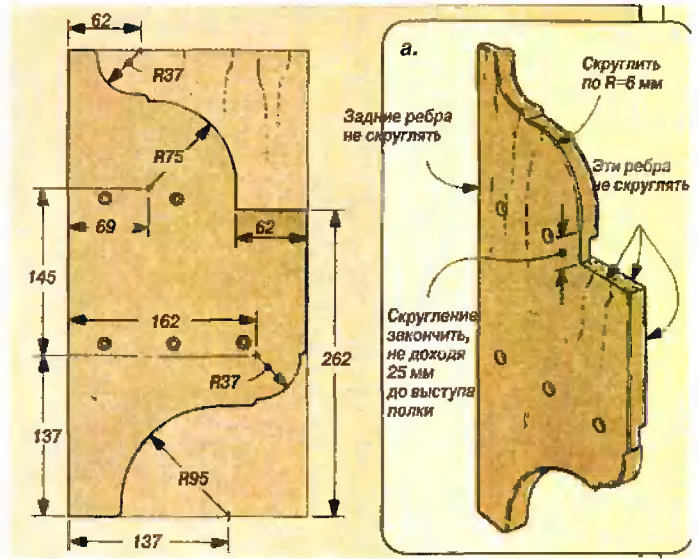 62
R37
R75
69
62
145
162
R37
262
137
R95
137
а.
Скруглить
по R=6 мм
Задние ребра
не скруглять
Эти ребра
не скруглять
Скругление
закончить,
не доходя
25 мм
до выступа
полки